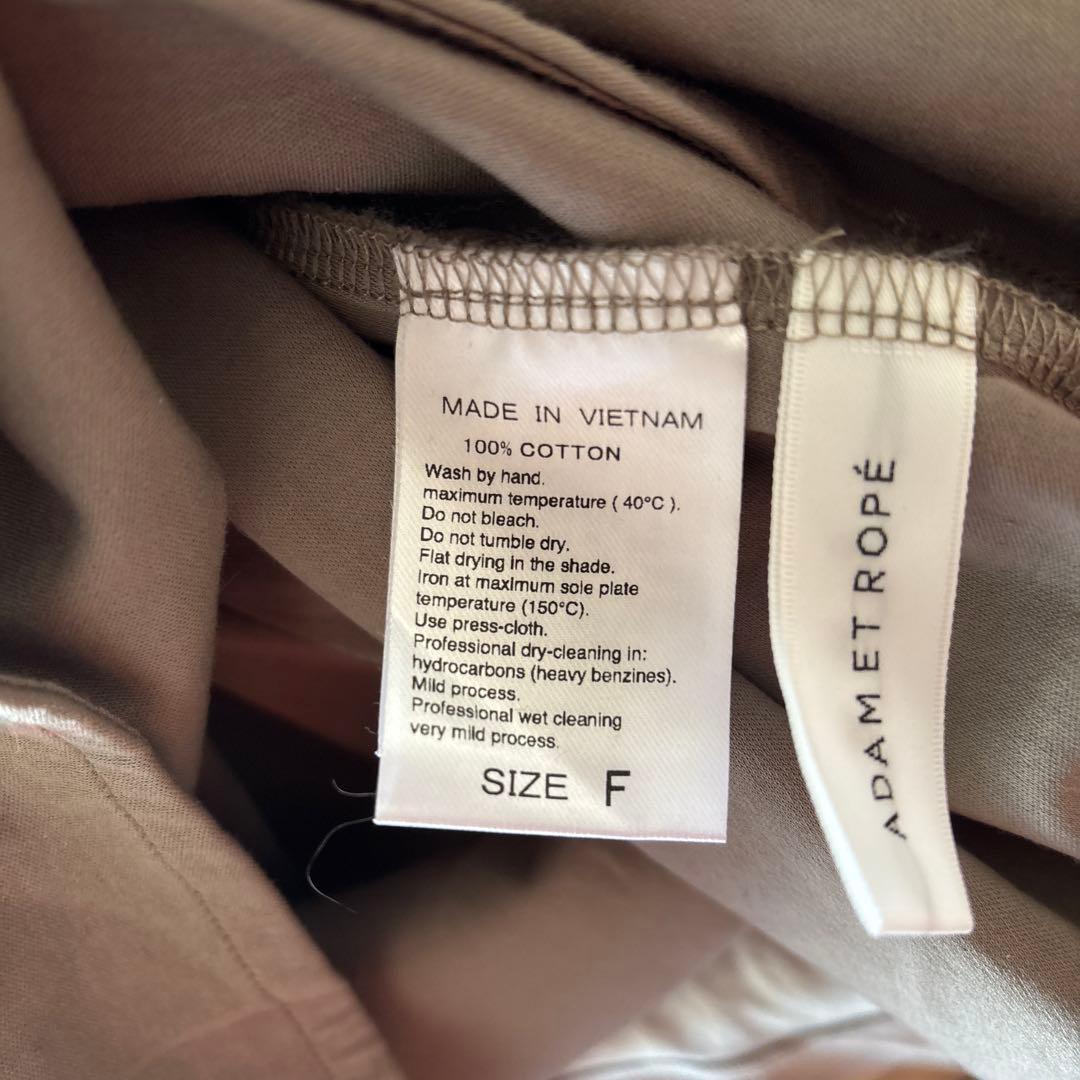 MADE IN VIETNAM
100% COTTON
Wash by hand.
maximum temperature ( 40°C ).
Do not bleach.
Do not tumble dry.
Flat drying in the shade.
Iron at maximum sole plate
temperature (150°C).
Use press-cloth.
Professional dry-cleaning in:
hydrocarbons (heavy benzines).
Mild process.
Professional wet cleaning
very mild process.
SIZE F
ADAM ET ROPÉ